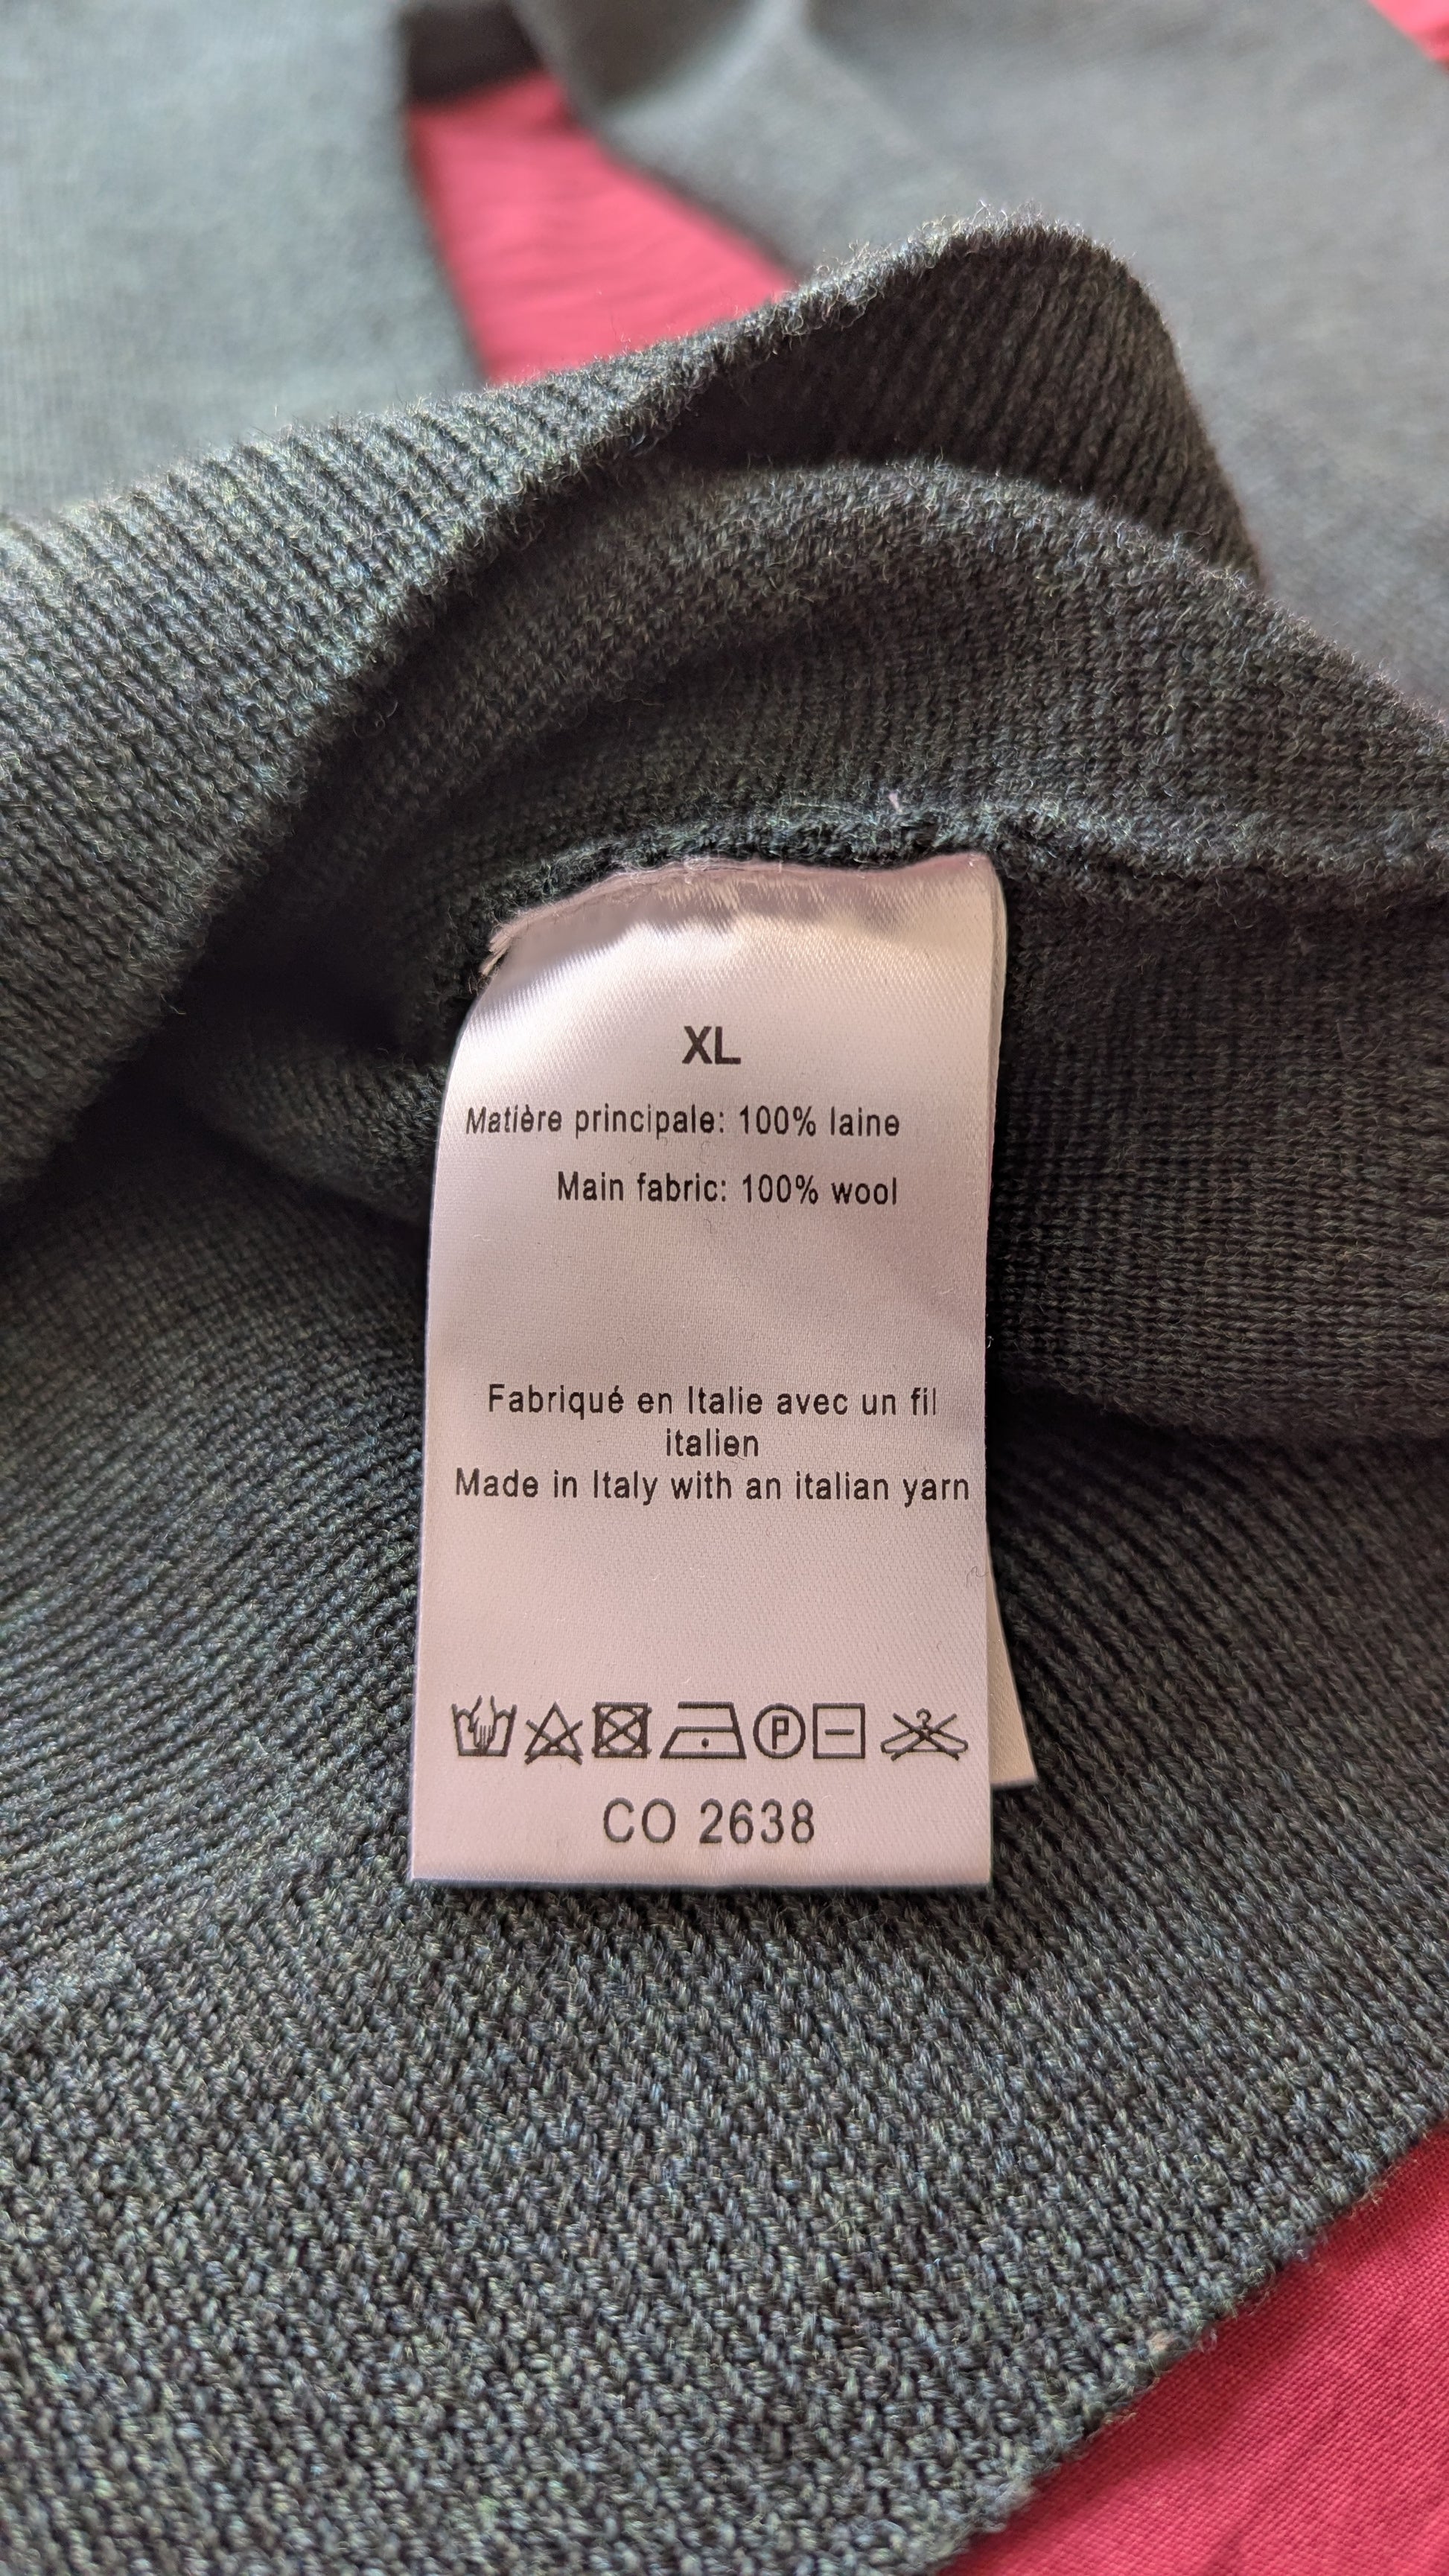 XL
Matière principale: 100% laine
Main fabric: 100% wool
Fabriqué en Italie avec un fil
italien
Made in Italy with an italian yarn
P
CO 2638